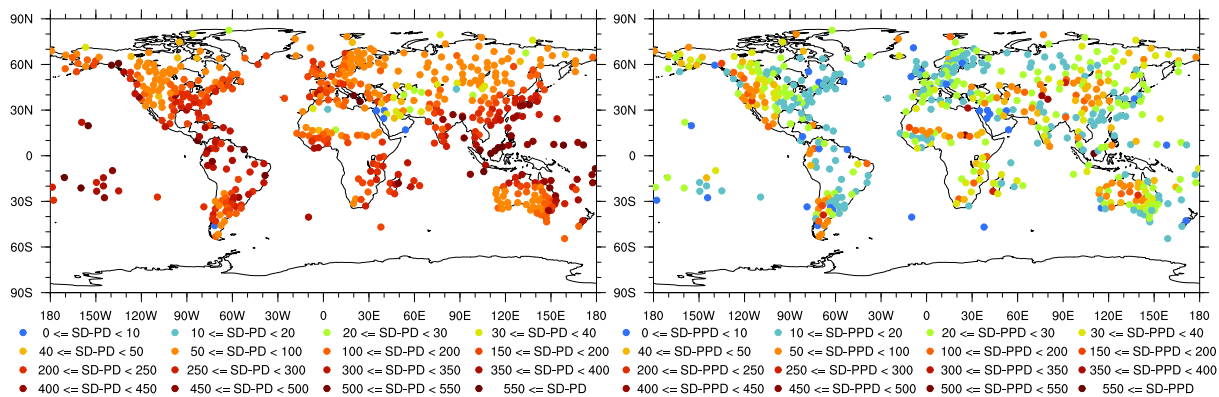 90N
60N
30N
0
30S
60S
90S
180 150W 120W 90W 60W 30W 0 30E 60E 90E 120E 150E 180
0 <= SD-PD < 10 10 <= SD-PD < 20 20 <= SD-PD < 30 30 <= SD-PD < 40
40 <= SD-PD < 50 50 <= SD-PD < 100 100 <= SD-PD < 200 150 <= SD-PD < 200
200 <= SD-PD < 250 250 <= SD-PD < 300 300 <= SD-PD < 350 350 <= SD-PD < 400
400 <= SD-PD < 450 450 <= SD-PD < 500 500 <= SD-PD < 550 550 <= SD-PD
90N
60N
30N
0
30S
60S
90S
180 150W 120W 90W 60W 30W 0 30E 60E 90E 120E 150E 180
0 <= SD-PPD < 10 10 <= SD-PPD < 20 20 <= SD-PPD < 30 30 <= SD-PPD < 40
40 <= SD-PPD < 50 50 <= SD-PPD < 100 100 <= SD-PPD < 200 150 <= SD-PPD < 200
200 <= SD-PPD < 250 250 <= SD-PPD < 300 300 <= SD-PPD < 350 350 <= SD-PPD < 400
400 <= SD-PPD < 450 450 <= SD-PPD < 500 500 <= SD-PPD < 550 550 <= SD-PPD